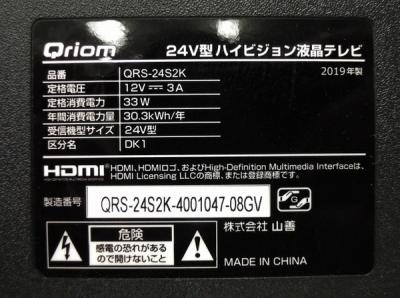 Qriom 24V型 ハイビジョン液晶テレビ
品番 QRS-24S2K 2019年製
定格電圧 12V⎓3A
定格消費電力 33W
年間消費電力量 30.3kWh/年
受信機型サイズ 24V型
区分名 DK1
HDMI HDMI、HDMIロゴ、およびHigh-Definition Multimedia Interfaceは、
HDMI Licensing LLCの商標、または登録商標です。
製造番号 QRS-24S2K-4001047-08GV
危険
感電の恐れがある
ので開けないこと
株式会社 山善
MADE IN CHINA